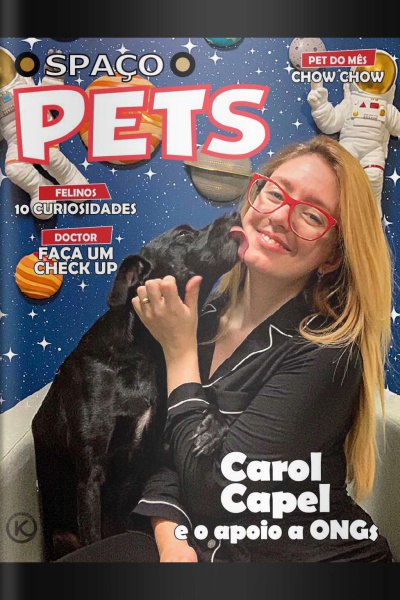 SPAÇO
PETS
PET DO MÊS
CHOW CHOW
FELINOS
10 CURIOSIDADES
DOCTOR
FAÇA UM
CHECK UP
Carol
Capel
e o apoio a ONGs
K